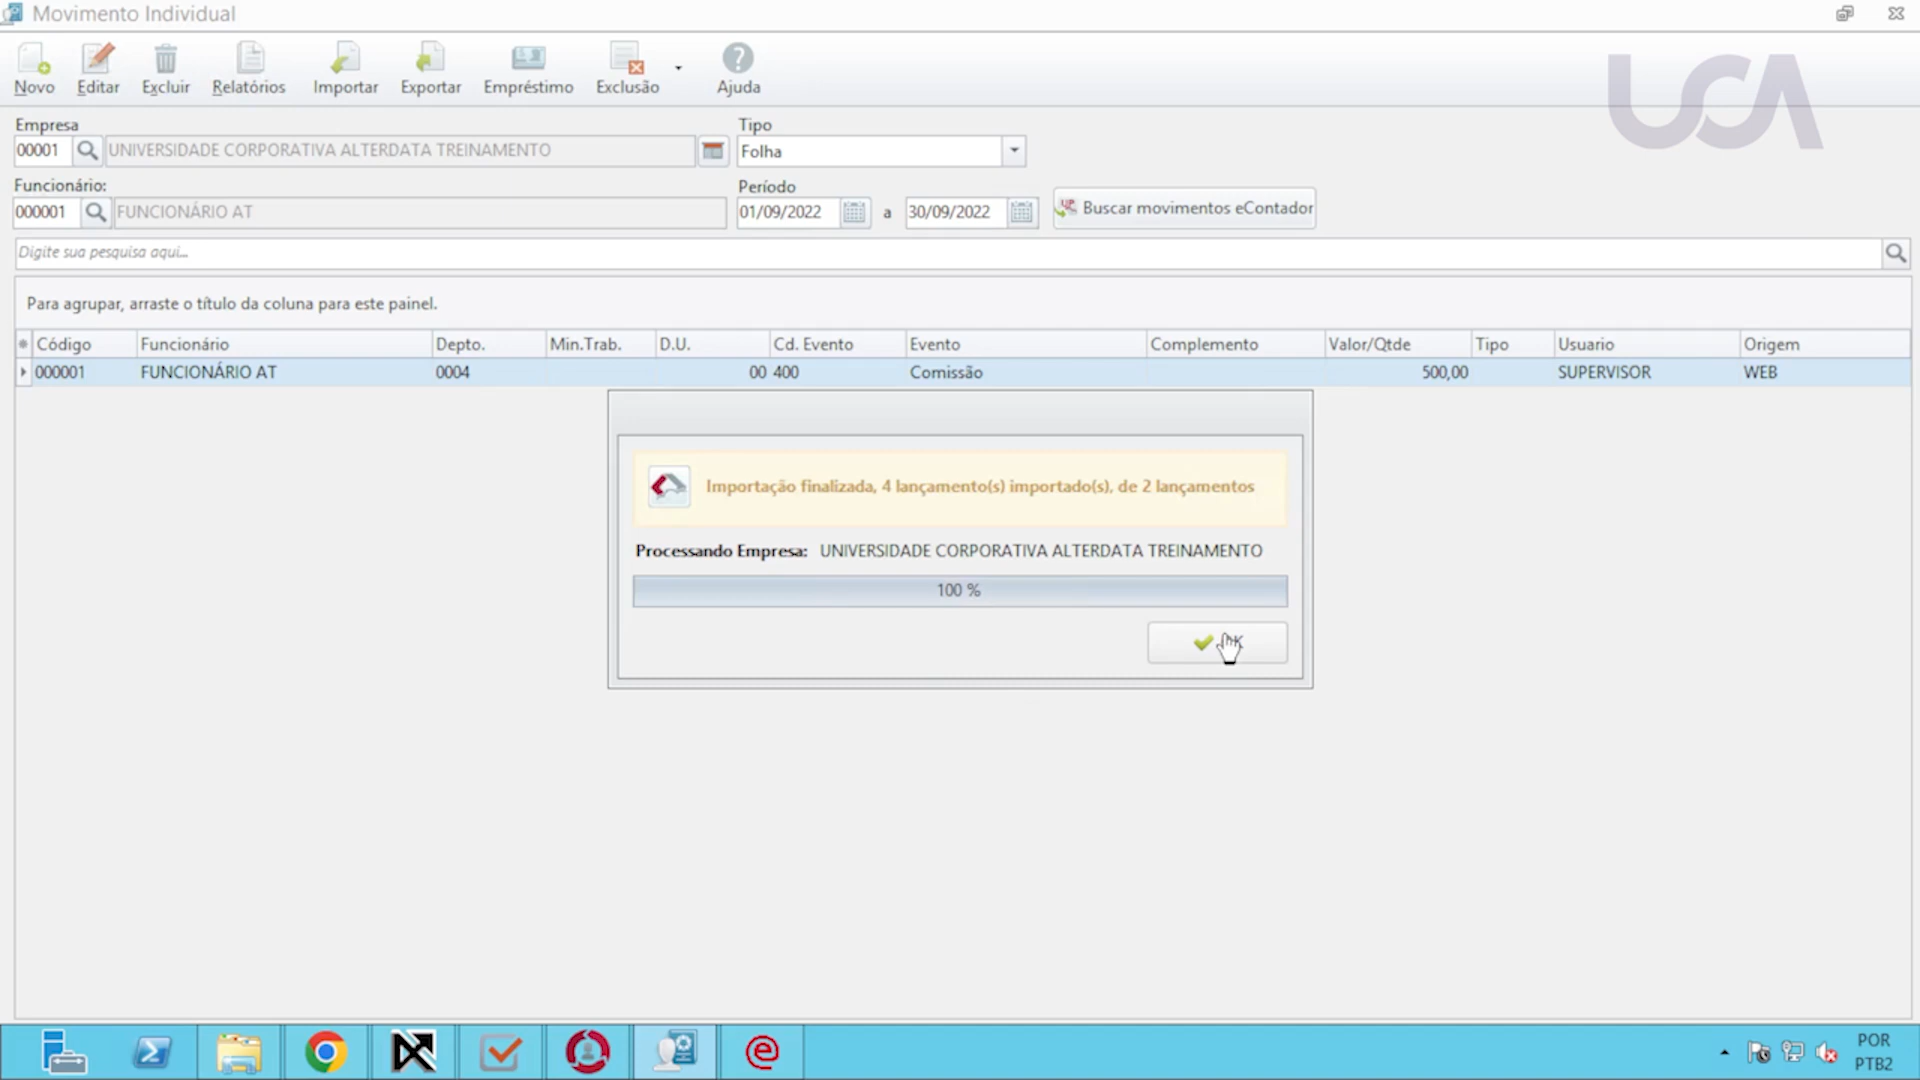 Movimento Individual
Novo Editar Excluir Relatórios Importar Exportar Empréstimo Exclusão Ajuda
UCA
Empresa Tipo
00001 UNIVERSIDADE CORPORATIVA ALTERDATA TREINAMENTO Folha
Funcionário: Período
000001 FUNCIONÁRIO AT 01/09/2022 a 30/09/2022 Buscar movimentos eContador
Digite sua pesquisa aqui...
Para agrupar, arraste o título da coluna para este painel.
Código Funcionário Depto. Min.Trab. D.U. Cd. Evento Evento Complemento Valor/Qtde Tipo Usuario Origem
000001 FUNCIONÁRIO AT 0004 00 400 Comissão 500,00 SUPERVISOR WEB
Importação finalizada, 4 lançamento(s) importado(s), de 2 lançamentos
Processando Empresa: UNIVERSIDADE CORPORATIVA ALTERDATA TREINAMENTO
100 %
POR
PTB2